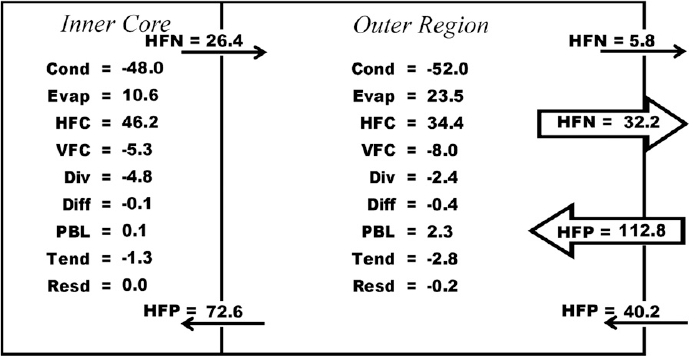 Inner Core
HFN = 26.4
Cond = -48.0
Evap = 10.6
HFC = 46.2
VFC = -5.3
Div = -4.8
Diff = -0.1
PBL = 0.1
Tend = -1.3
Resd = 0.0
HFP = 72.6
Outer Region
Cond = -52.0
Evap = 23.5
HFC = 34.4
VFC = -8.0
Div = -2.4
Diff = -0.4
PBL = 2.3
Tend = -2.8
Resd = -0.2
HFN = 5.8
HFN = 32.2
HFP = 112.8
HFP = 40.2